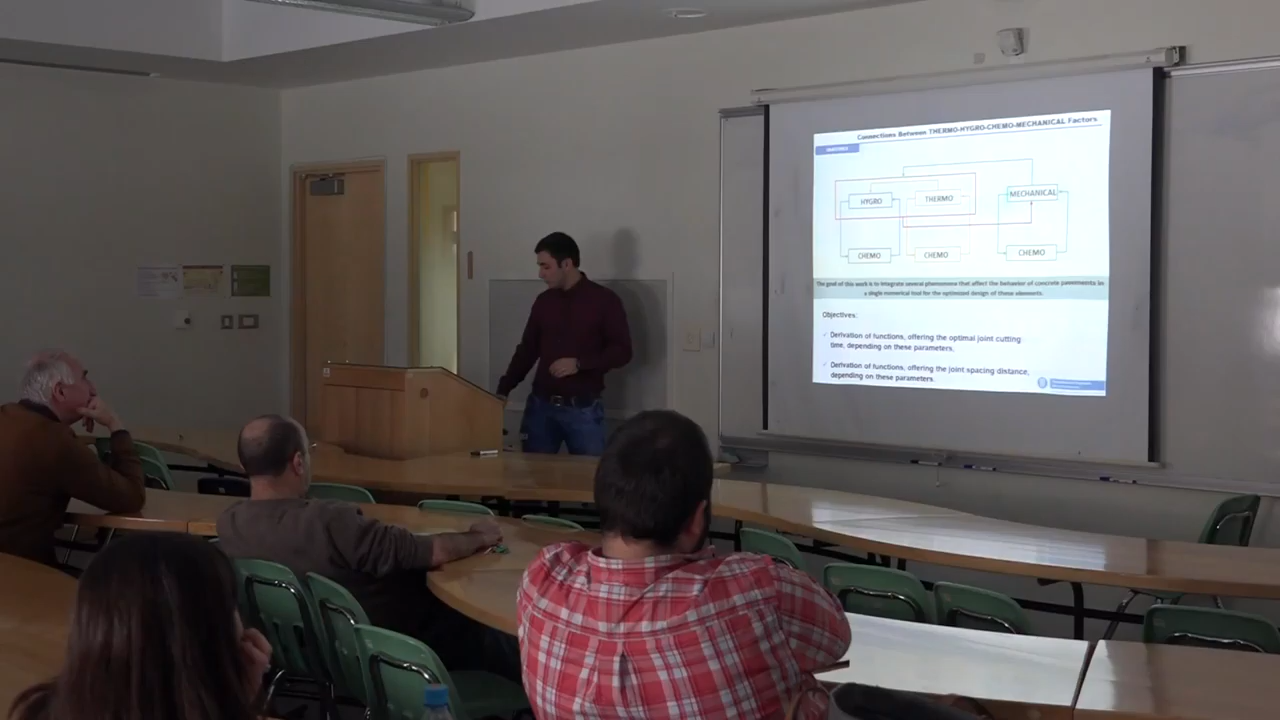 Connections Between THERMO-HYGRO-CHEMO-MECHANICAL Factors
HYGRO
THERMO
MECHANICAL
CHEMO
CHEMO
CHEMO
The goal of this work is to integrate several phenomena that affect the behavior of concrete pavements in
a single numerical tool for the optimized design of these elements.
Objectives:
Derivation of functions, offering the optimal joint cutting
time, depending on these parameters.
Derivation of functions, offering the joint spacing distance,
depending on these parameters.